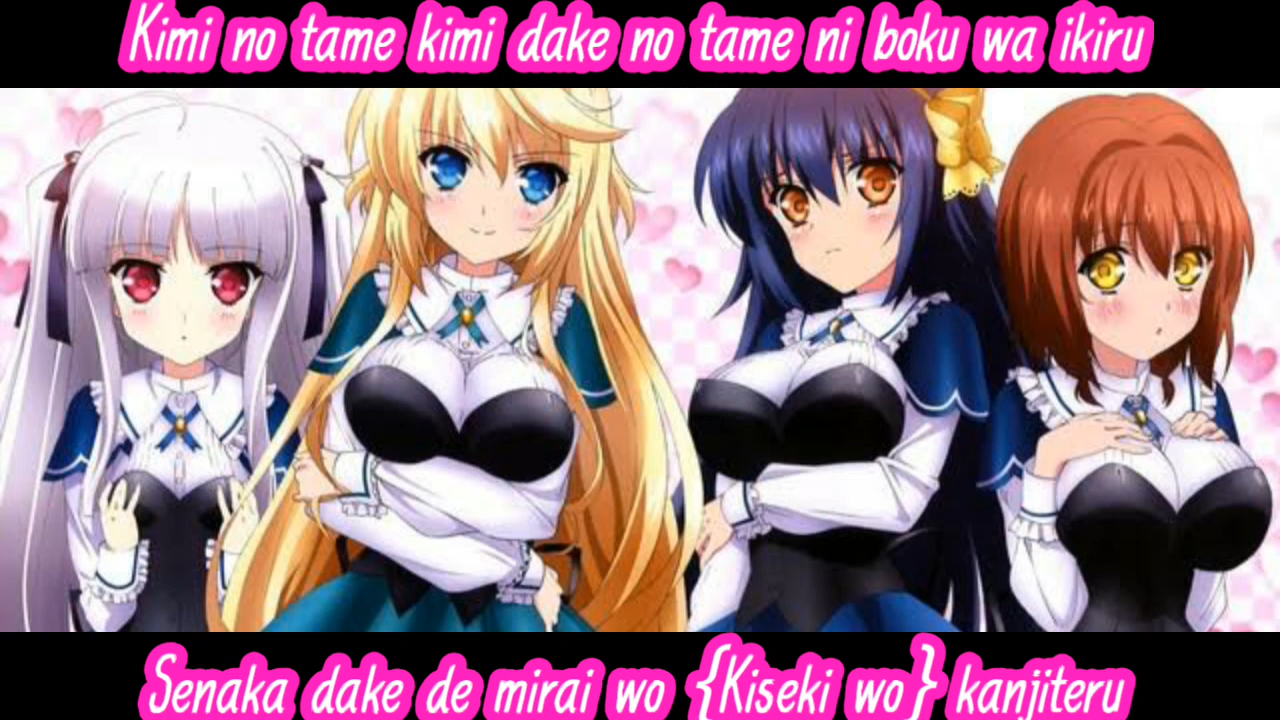 Kimi no tame kimi dake no tame ni boku wa ikiru
Senaka dake de mirai wo {Kiseki wo} kanjiteru